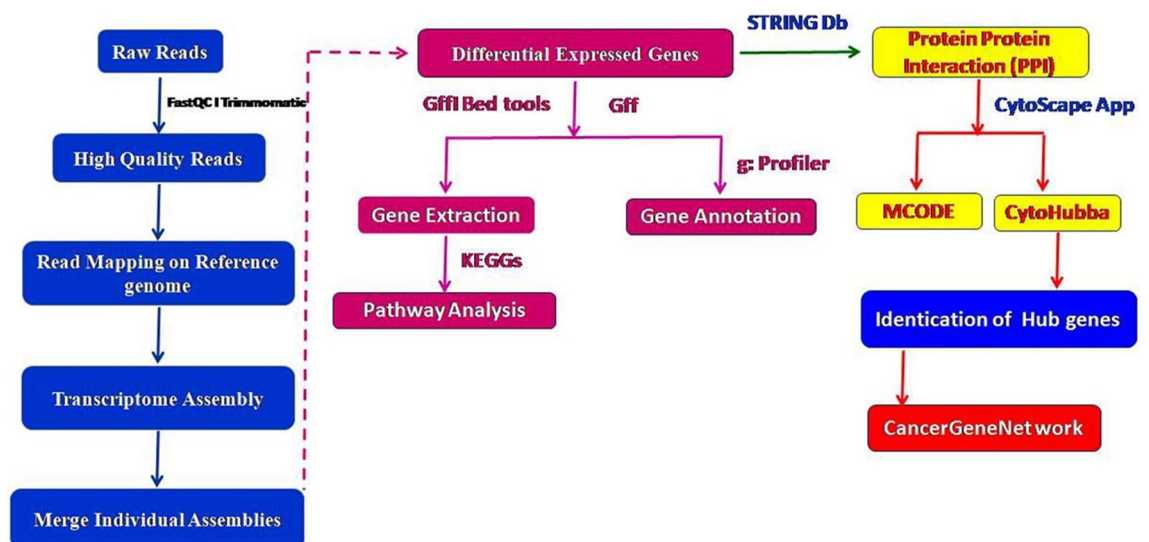 Raw Reads
FastQC I Trimmomatic
High Quality Reads
Read Mapping on Reference
genome
Transcriptome Assembly
Merge Individual Assemblies
Differential Expressed Genes
GffI Bed tools
Gff
g: Profiler
Gene Extraction
Gene Annotation
KEGGs
Pathway Analysis
STRING Db
Protein Protein
Interaction (PPI)
CytoScape App
MCODE
CytoHubba
Identication of Hub genes
CancerGeneNetwork